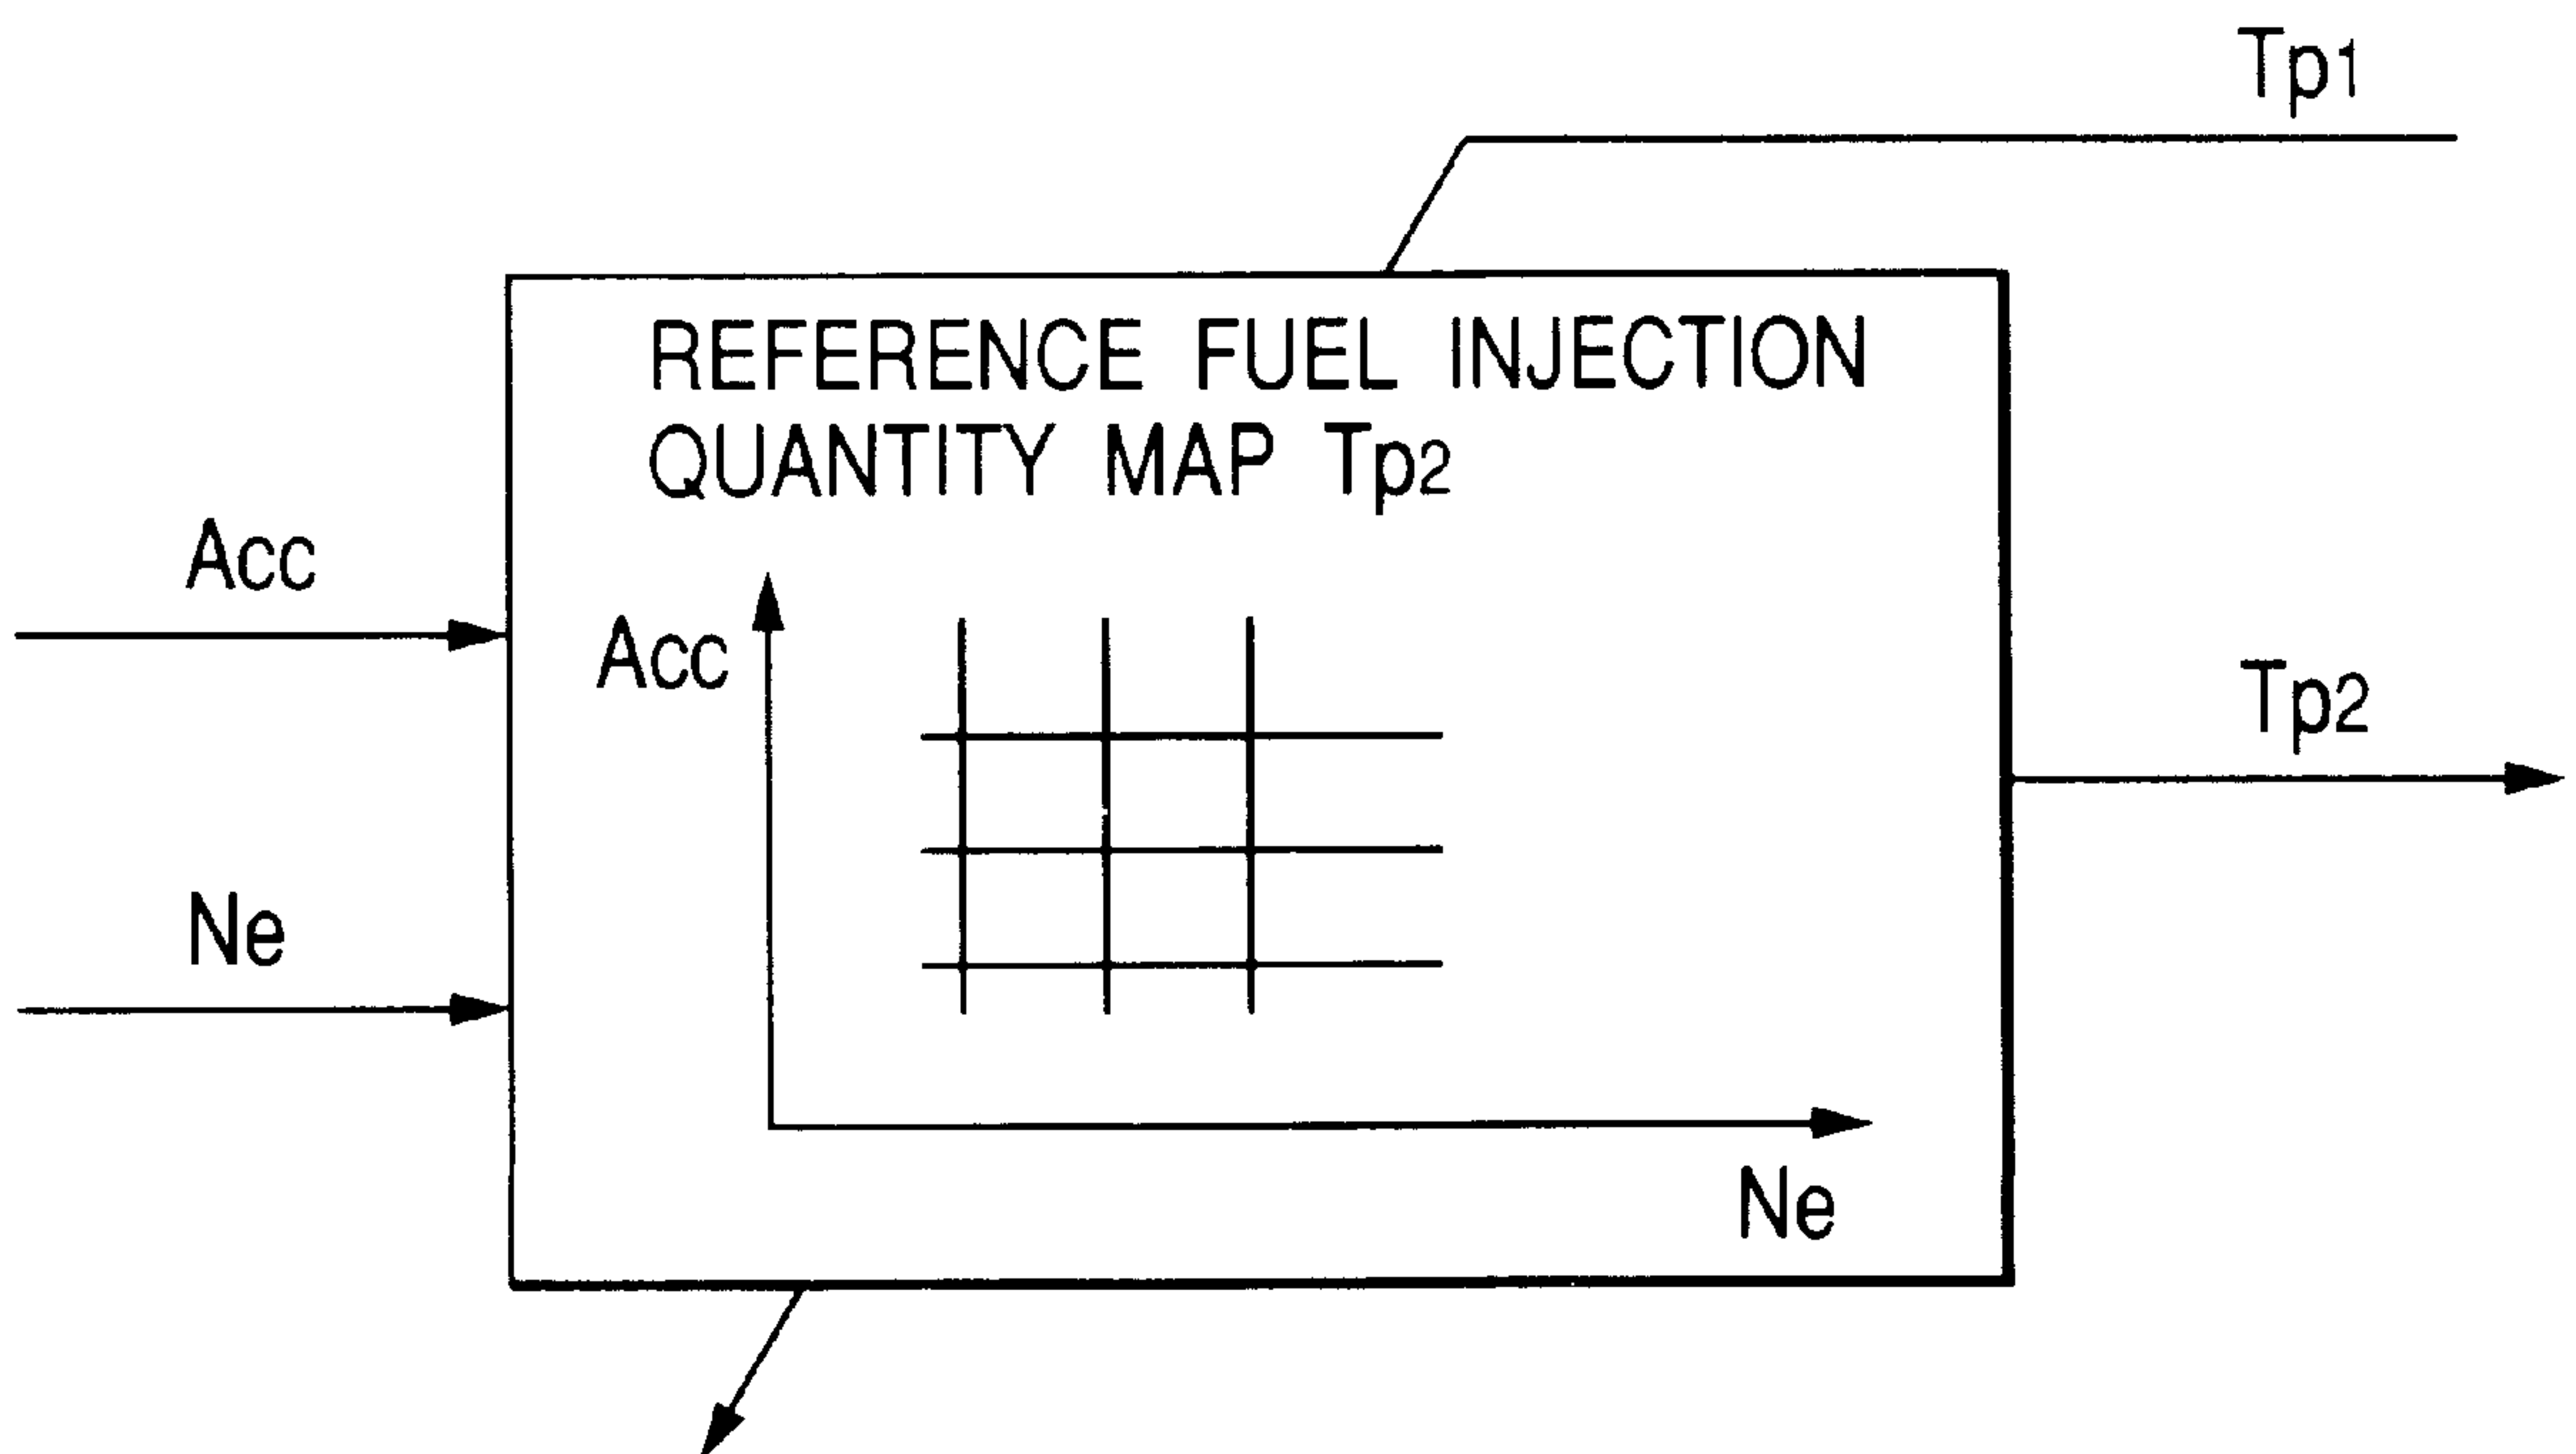 Tp1
REFERENCE FUEL INJECTION
QUANTITY MAP Tp2
Acc
Acc
Tp2
Ne
Ne